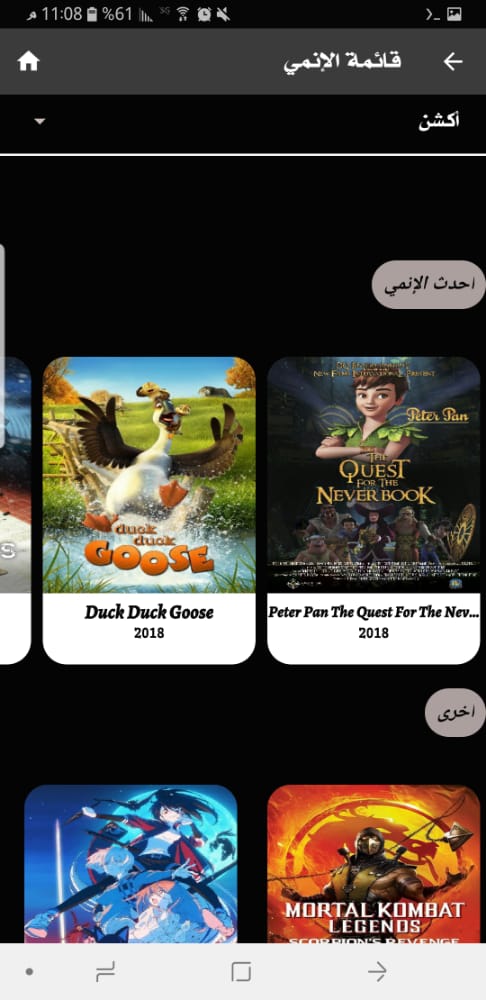 11:08 م
%61
3G
قائمة الإنمي
أكشن
احدث الإنمي
S
duck
duck
GOOSE
Duck Duck Goose
2018
Peter Pan
THE
QUEST
FOR THE
NEVER BOOK
Peter Pan The Quest For The Nev...
2018
اخرى
MORTAL KOMBAT
LEGENDS
SCORPION'S REVENGE